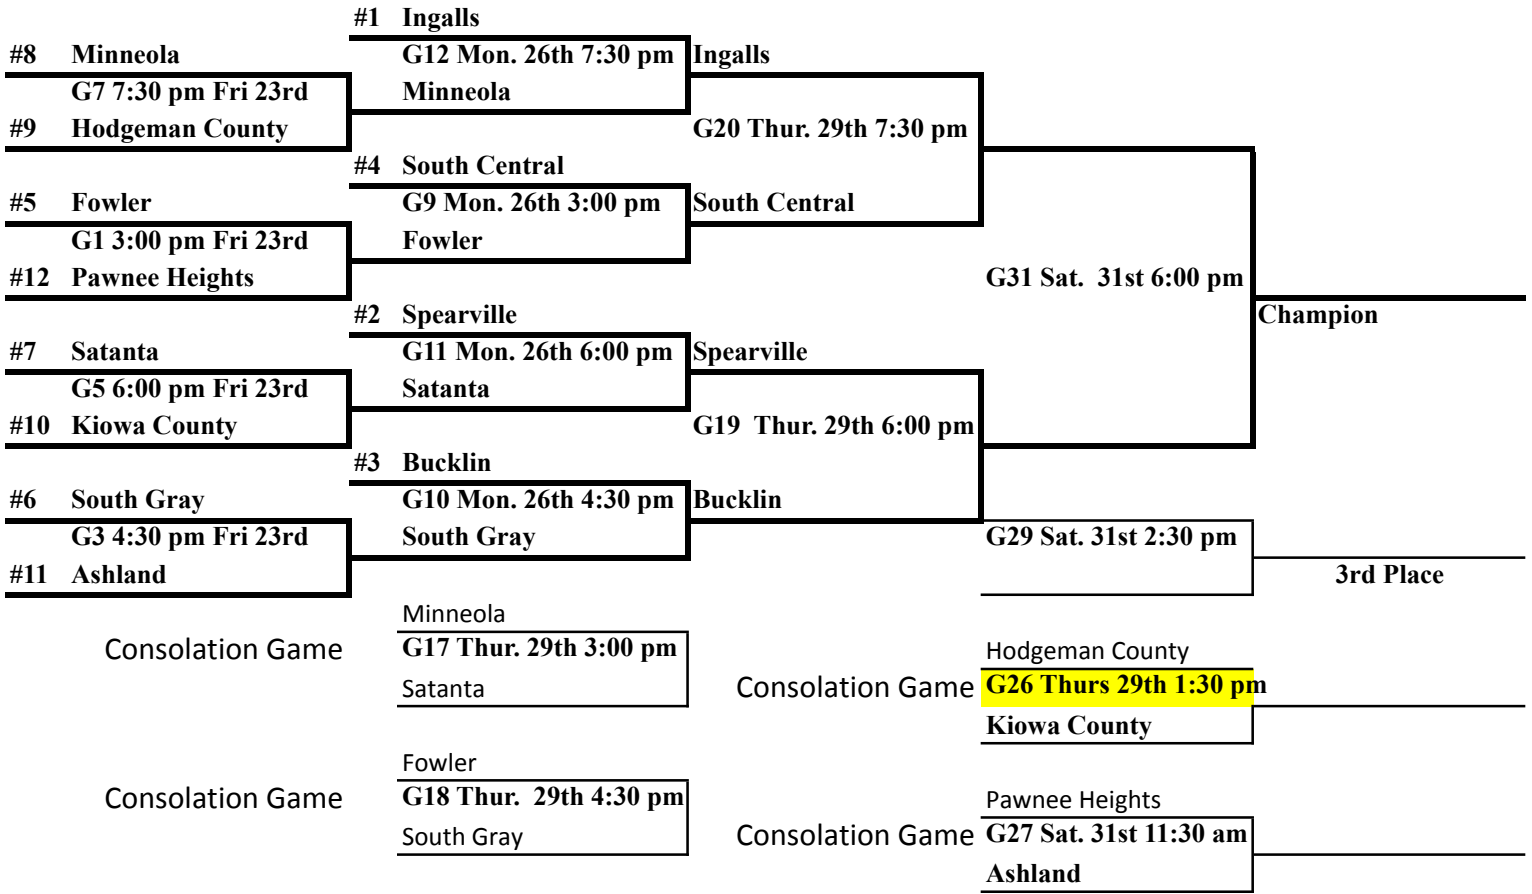 #1 Ingalls
#8 Minneola
G12 Mon. 26th 7:30 pm
Ingalls
G7 7:30 pm Fri 23rd
Minneola
#9 Hodgeman County
G20 Thur. 29th 7:30 pm
#4 South Central
#5 Fowler
G9 Mon. 26th 3:00 pm
South Central
G1 3:00 pm Fri 23rd
Fowler
#12 Pawnee Heights
G31 Sat. 31st 6:00 pm
#2 Spearville
Champion
#7 Satanta
G11 Mon. 26th 6:00 pm
Spearville
G5 6:00 pm Fri 23rd
Satanta
#10 Kiowa County
G19 Thur. 29th 6:00 pm
#3 Bucklin
#6 South Gray
G10 Mon. 26th 4:30 pm
Bucklin
G3 4:30 pm Fri 23rd
South Gray
G29 Sat. 31st 2:30 pm
#11 Ashland
3rd Place
Minneola
Consolation Game
G17 Thur. 29th 3:00 pm
Hodgeman County
Satanta
Consolation Game
G26 Thurs 29th 1:30 pm
Kiowa County
Fowler
Consolation Game
G18 Thur. 29th 4:30 pm
Pawnee Heights
South Gray
Consolation Game
G27 Sat. 31st 11:30 am
Ashland